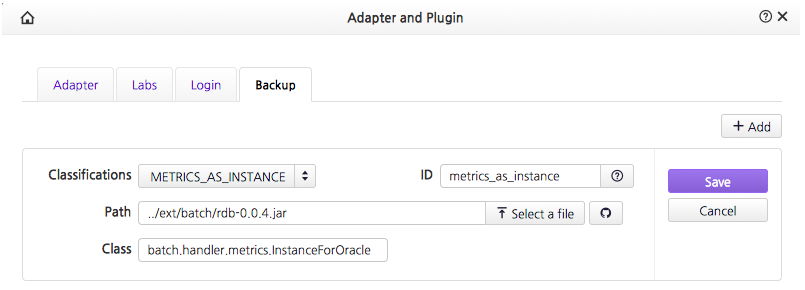 Adapter and Plugin
Adapter Labs Login Backup
+ Add
Classifications METRICS_AS_INSTANCE ID metrics_as_instance Save
Path ../ext/batch/rdb-0.0.4.jar Select a file Cancel
Class batch.handler.metrics.InstanceForOracle